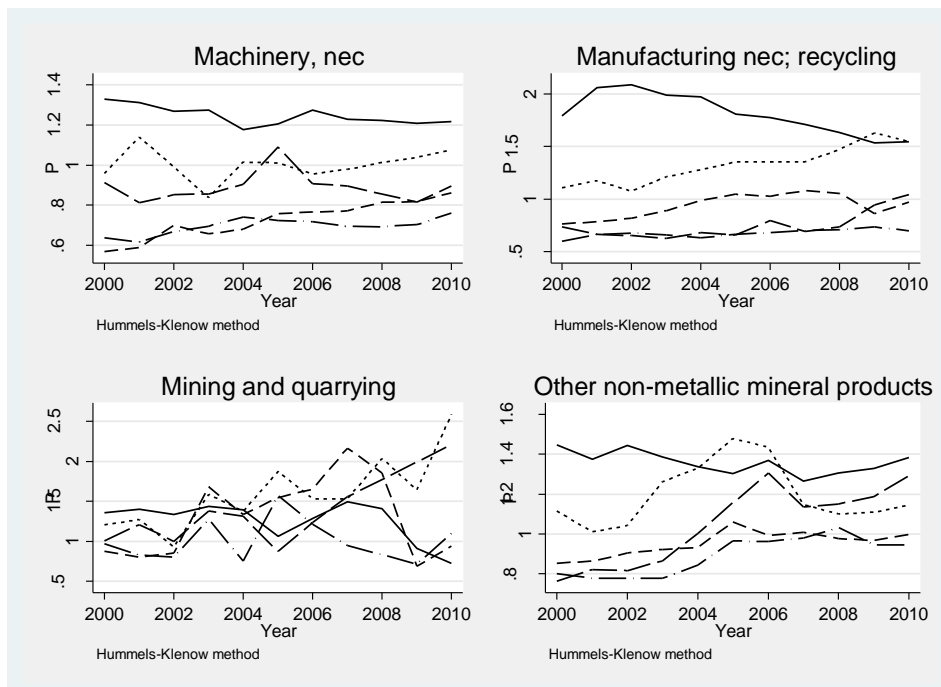 Machinery, nec
1.4
1.2
1
.8
.6
P
2000 2002 2004 2006 2008 2010
Year
Hummels-Klenow method
Manufacturing nec; recycling
2
1.5
1
.5
P
2000 2002 2004 2006 2008 2010
Year
Hummels-Klenow method
Mining and quarrying
2.5
2
1.5
1
.5
P
2000 2002 2004 2006 2008 2010
Year
Hummels-Klenow method
Other non-metallic mineral products
1.6
1.4
1.2
1
.8
P
2000 2002 2004 2006 2008 2010
Year
Hummels-Klenow method